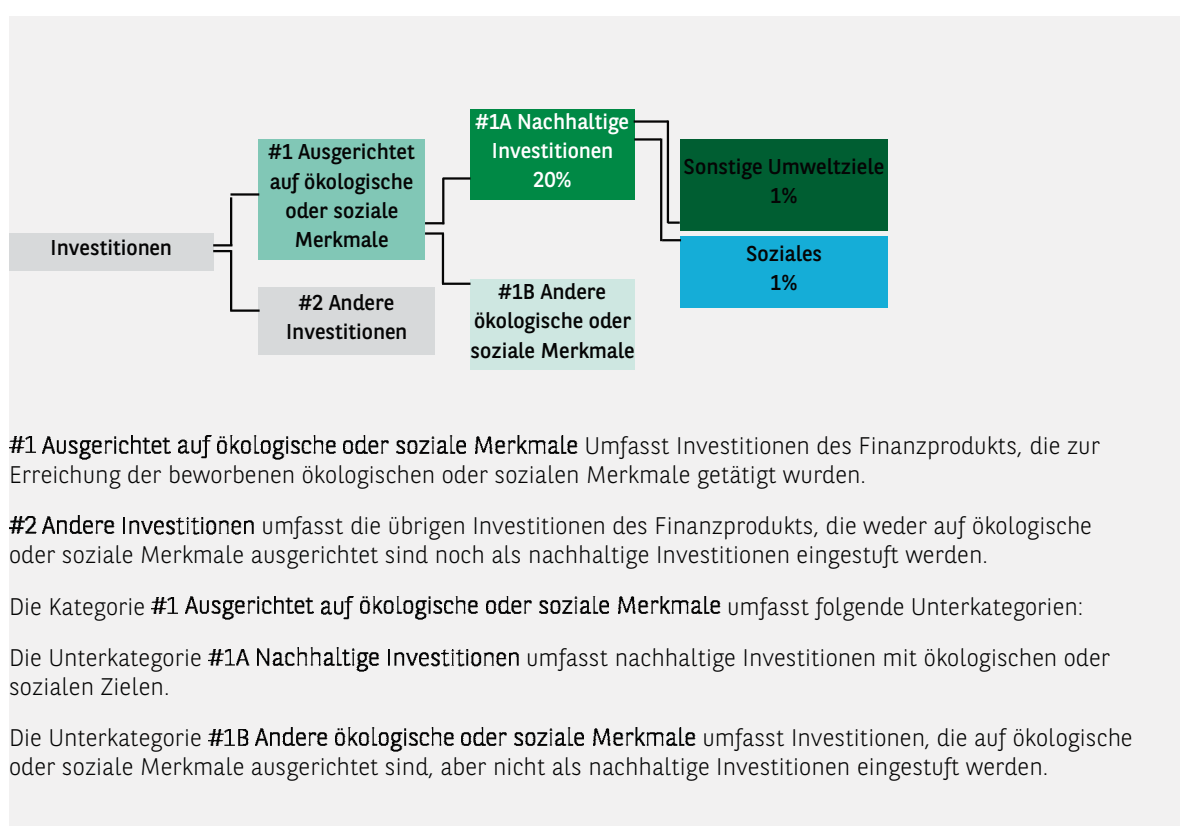 #1A Nachhaltige
Investitionen
20%
#1 Ausgerichtet
auf ökologische
oder soziale
Merkmale
Sonstige Umweltziele
1%
Investitionen
Soziales
1%
#2 Andere
Investitionen
#1B Andere
ökologische oder
soziale Merkmale
#1 Ausgerichtet auf ökologische oder soziale Merkmale Umfasst Investitionen des Finanzprodukts, die zur
Erreichung der beworbenen ökologischen oder sozialen Merkmale getätigt wurden.
#2 Andere Investitionen umfasst die übrigen Investitionen des Finanzprodukts, die weder auf ökologische
oder soziale Merkmale ausgerichtet sind noch als nachhaltige Investitionen eingestuft werden.
Die Kategorie #1 Ausgerichtet auf ökologische oder soziale Merkmale umfasst folgende Unterkategorien:
Die Unterkategorie #1A Nachhaltige Investitionen umfasst nachhaltige Investitionen mit ökologischen oder
sozialen Zielen.
Die Unterkategorie #1B Andere ökologische oder soziale Merkmale umfasst Investitionen, die auf ökologische
oder soziale Merkmale ausgerichtet sind, aber nicht als nachhaltige Investitionen eingestuft werden.